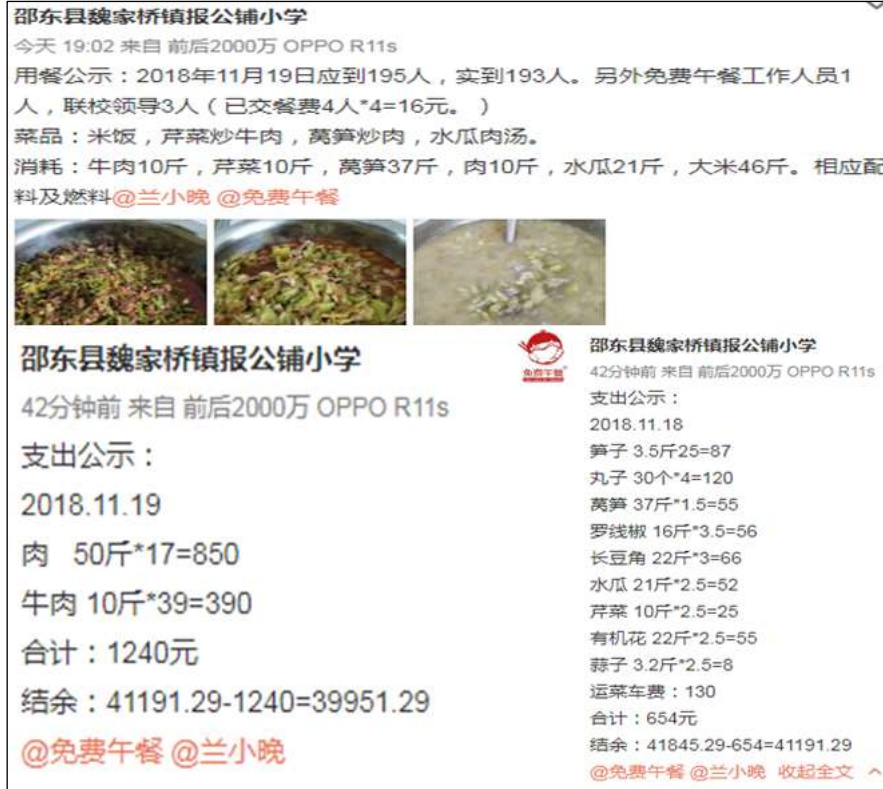 邵东县魏家桥镇报公铺小学
今天 19:02 来自 前后2000万 OPPO R11s
用餐公示：2018年11月19日应到195人，实到193人。另外免费午餐工作人员1
人，联校领导3人（已交餐费4人*4=16元。）
菜品：米饭，芹菜炒牛肉，莴笋炒肉，水瓜肉汤。
消耗：牛肉10斤，芹菜10斤，莴笋37斤，肉10斤，水瓜21斤，大米46斤。相应配
料及燃料@兰小晚 @免费午餐
邵东县魏家桥镇报公铺小学
42分钟前 来自 前后2000万 OPPO R11s
支出公示：
2018.11.19
肉 50斤*17=850
牛肉 10斤*39=390
合计：1240元
结余：41191.29-1240=39951.29
@免费午餐 @兰小晚
免费午餐
邵东县魏家桥镇报公铺小学
42分钟前 来自 前后2000万 OPPO R11s
支出公示：
2018.11.18
笋子 3.5斤25=87
丸子 30个*4=120
莴笋 37斤*1.5=55
罗线椒 16斤*3.5=56
长豆角 22斤*3=66
水瓜 21斤*2.5=52
芹菜 10斤*2.5=25
有机花 22斤*2.5=55
蒜子 3.2斤*2.5=8
运菜车费：130
合计：654元
结余：41845.29-654=41191.29
@免费午餐 @兰小晚 收起全文